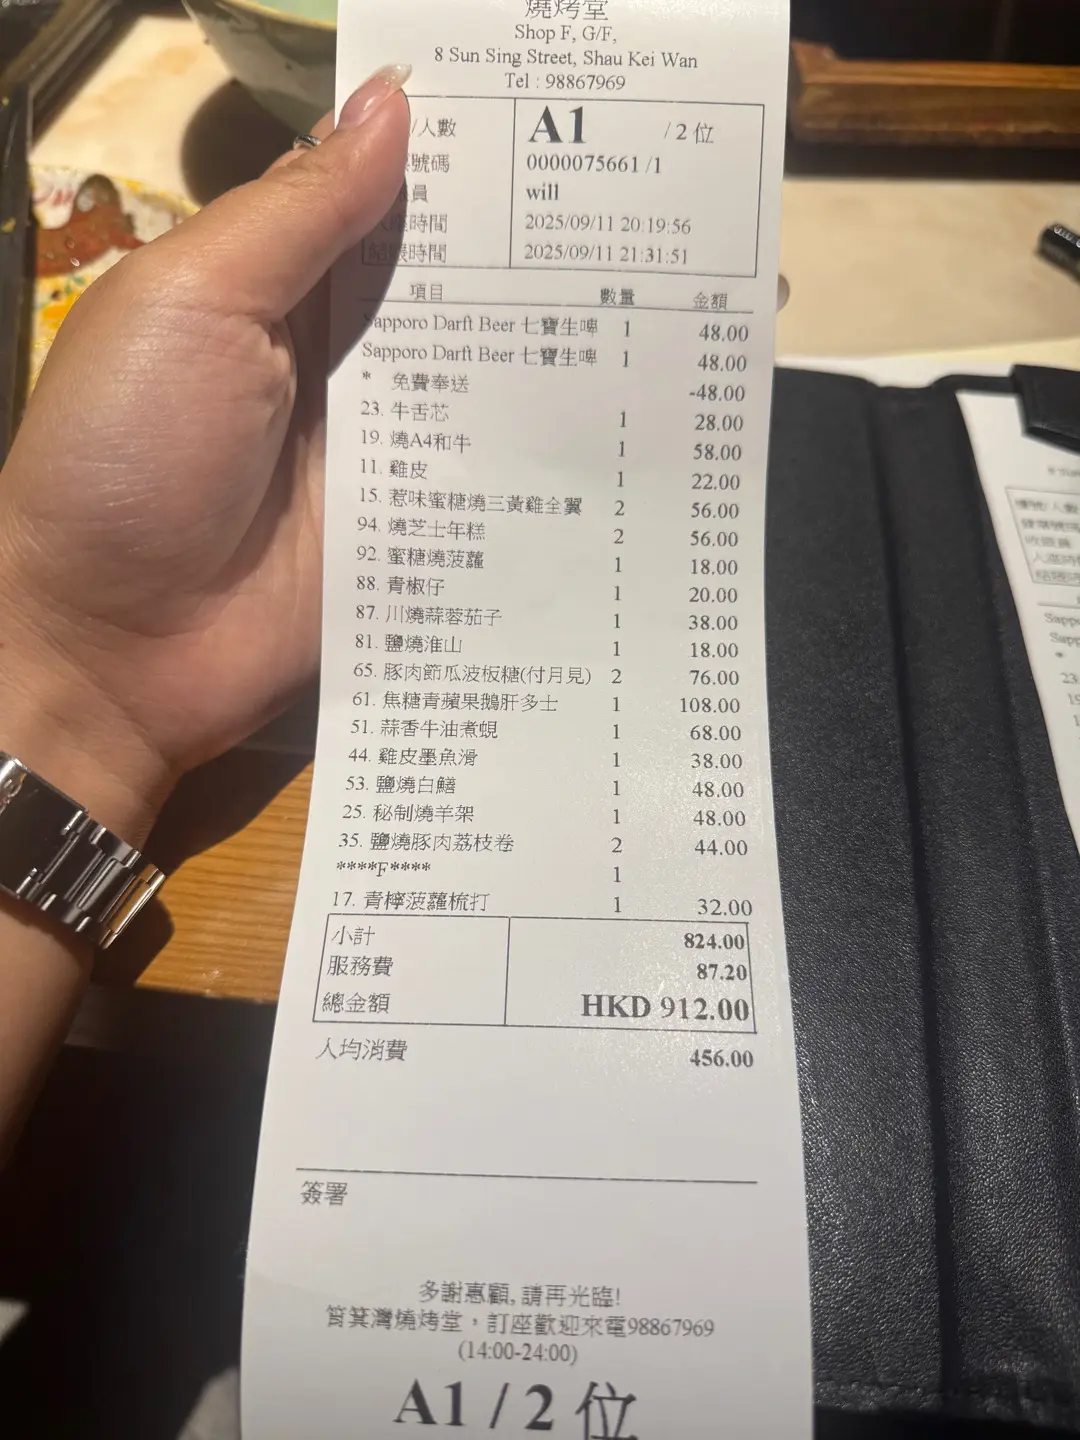 燒烤堂
Shop F, G/F,
8 Sun Sing Street, Shau Kei Wan
Tel : 98867969
/人數 A1 / 2 位
號碼 0000075661 /1
員 will
時間 2025/09/11 20:19:56
結賬時間 2025/09/11 21:31:51
項目 數量 金額
Sapporo Darft Beer 七寶生啤 1 48.00
Sapporo Darft Beer 七寶生啤 1 48.00
* 免費奉送 -48.00
23. 牛舌芯 1 28.00
19. 燒A4和牛 1 58.00
11. 雞皮 1 22.00
15. 惹味蜜糖燒三黃雞全翼 2 56.00
94. 燒芝士年糕 2 56.00
92. 蜜糖燒菠蘿 1 18.00
88. 青椒仔 1 20.00
87. 川燒蒜蓉茄子 1 38.00
81. 鹽燒淮山 1 18.00
65. 豚肉節瓜波板糖(付月見) 2 76.00
61. 焦糖青蘋果鵝肝多士 1 108.00
51. 蒜香牛油煮蜆 1 68.00
44. 雞皮墨魚滑 1 38.00
53. 鹽燒白鱔 1 48.00
25. 秘制燒羊架 1 48.00
35. 鹽燒豚肉荔枝卷 2 44.00
****F**** 1
17. 青檸菠蘿梳打 1 32.00
小計 824.00
服務費 87.20
總金額 HKD 912.00
人均消費 456.00
簽署
多謝惠顧, 請再光臨!
筲箕灣燒烤堂，訂座歡迎來電98867969
(14:00-24:00)
A1 / 2 位